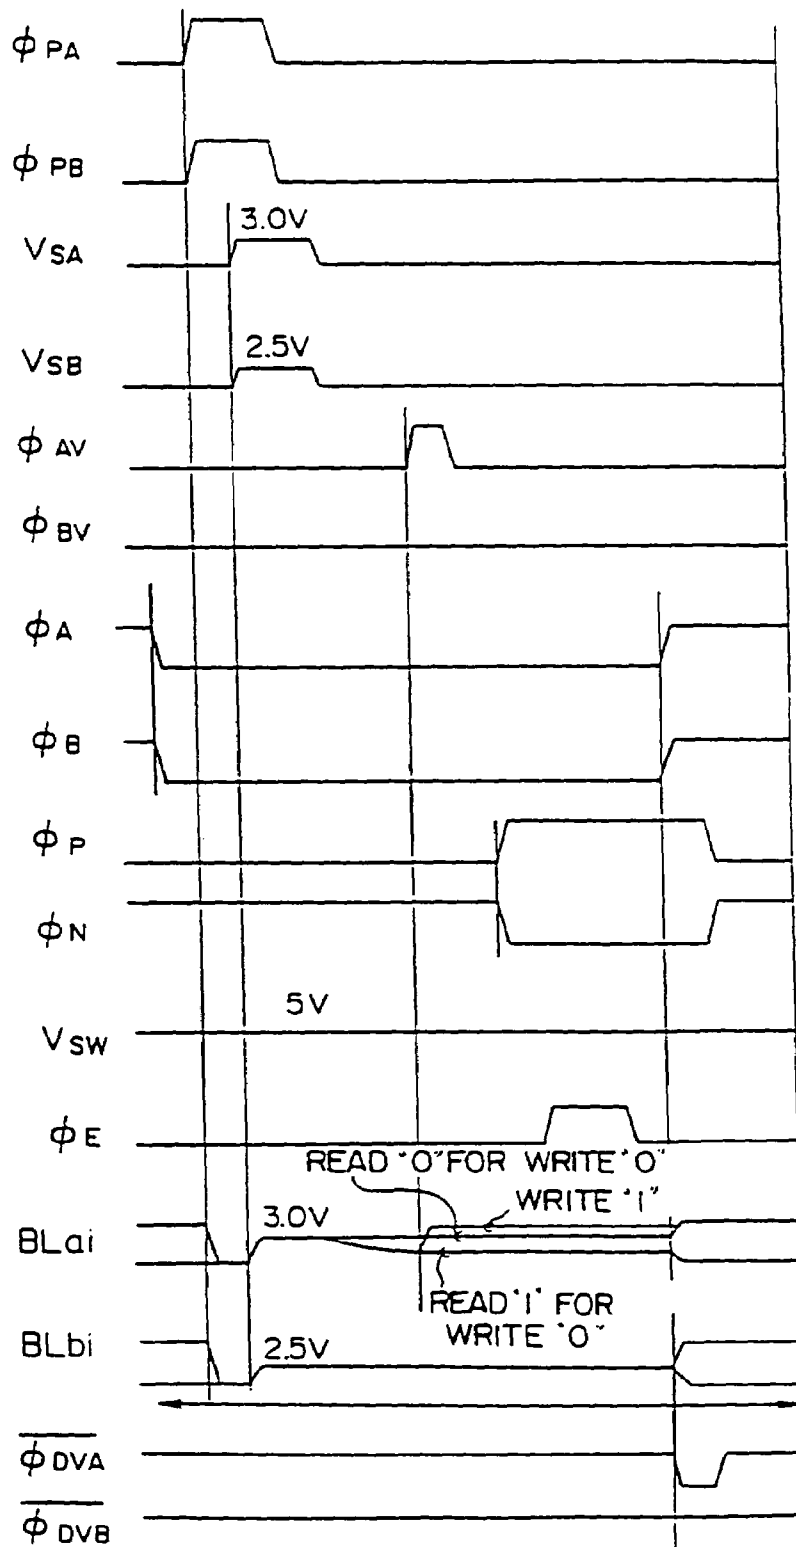 ϕPA
ϕPB
3.0V
VSA
2.5V
VSB
ϕAV
ϕBV
ϕA
ϕB
ϕP
ϕN
5V
VSW
ϕE
READ "0" FOR WRITE "0"
WRITE "1"
3.0V
BLai
READ "1" FOR
WRITE "0"
BLbi
2.5V
ϕDVA
ϕDVB